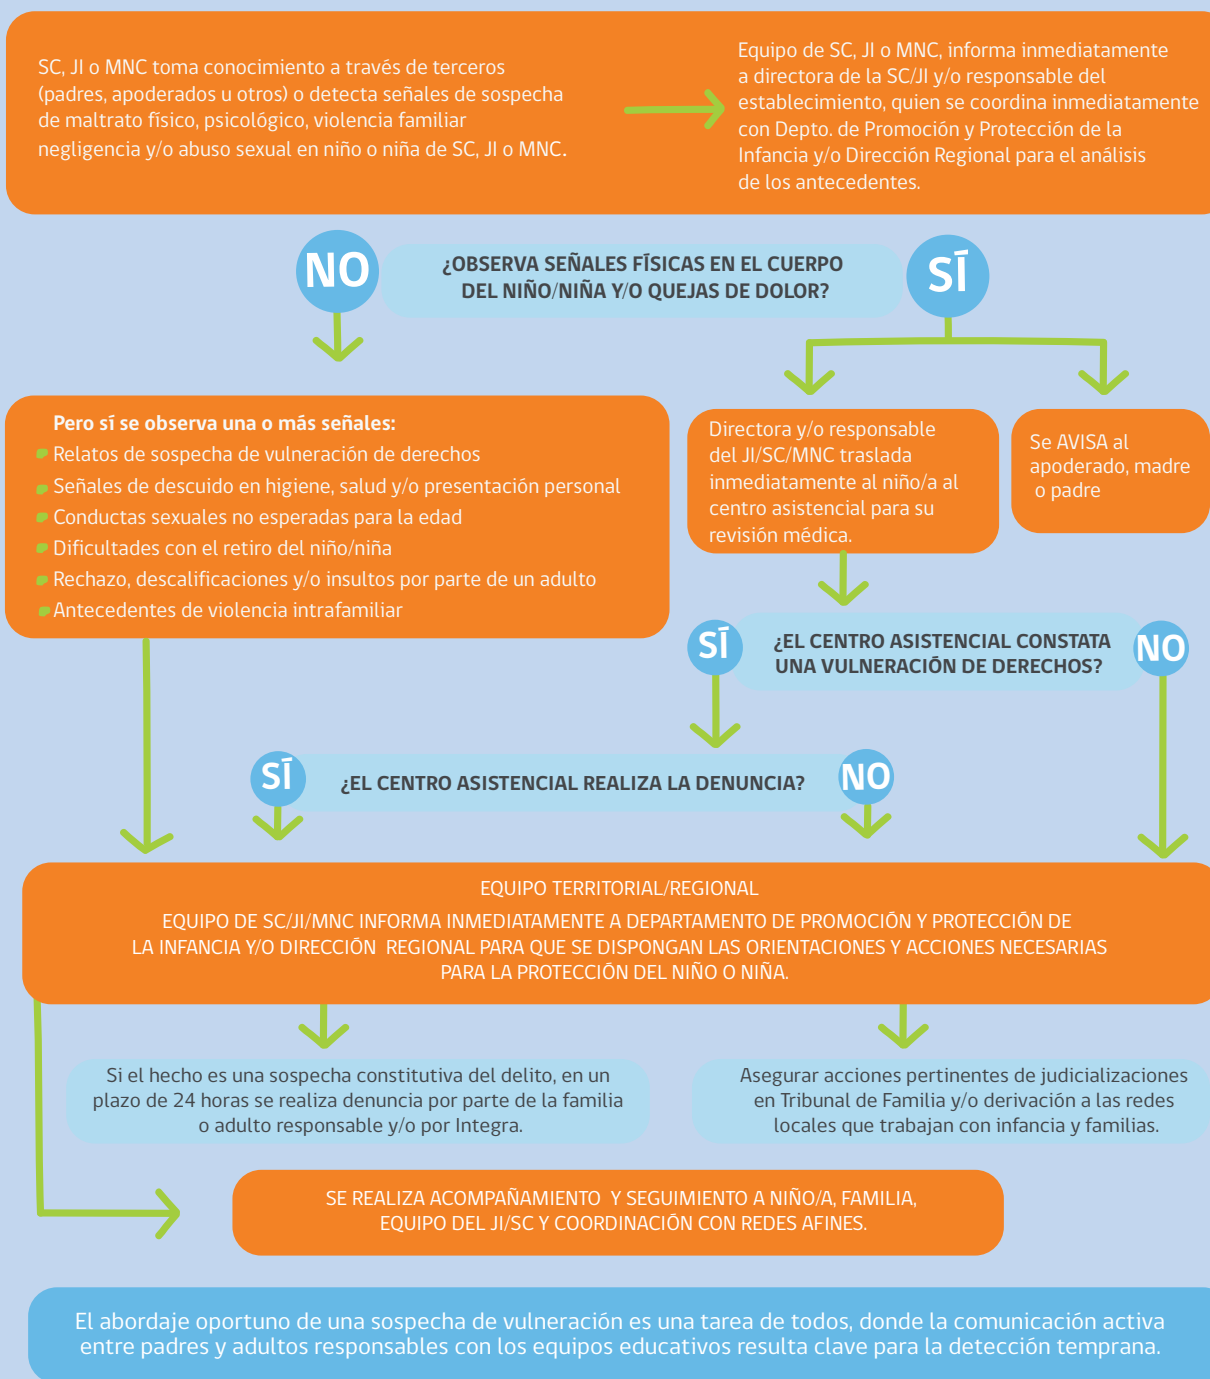 SC, JI o MNC toma conocimiento a través de terceros
(padres, apoderados u otros) o detecta señales de sospecha
de maltrato físico, psicológico, violencia familiar
negligencia y/o abuso sexual en niño o niña de SC, JI o MNC.
Equipo de SC, JI o MNC, informa inmediatamente
a directora de la SC/JI y/o responsable del
establecimiento, quien se coordina inmediatamente
con Depto. de Promoción y Protección de la
Infancia y/o Dirección Regional para el análisis
de los antecedentes.
NO
¿OBSERVA SEÑALES FÍSICAS EN EL CUERPO
DEL NIÑO/NIÑA Y/O QUEJAS DE DOLOR?
SÍ
Pero sí se observa una o más señales:
Relatos de sospecha de vulneración de derechos
Señales de descuido en higiene, salud y/o presentación personal
Conductas sexuales no esperadas para la edad
Dificultades con el retiro del niño/niña
Rechazo, descalificaciones y/o insultos por parte de un adulto
Antecedentes de violencia intrafamiliar
Directora y/o responsable
del JI/SC/MNC traslada
inmediatamente al niño/a al
centro asistencial para su
revisión médica.
Se AVISA al
apoderado, madre
o padre
SÍ
¿EL CENTRO ASISTENCIAL CONSTATA
UNA VULNERACIÓN DE DERECHOS?
NO
SÍ
¿EL CENTRO ASISTENCIAL REALIZA LA DENUNCIA?
NO
EQUIPO TERRITORIAL/REGIONAL
EQUIPO DE SC/JI/MNC INFORMA INMEDIATAMENTE A DEPARTAMENTO DE PROMOCIÓN Y PROTECCIÓN DE
LA INFANCIA Y/O DIRECCIÓN REGIONAL PARA QUE SE DISPONGAN LAS ORIENTACIONES Y ACCIONES NECESARIAS
PARA LA PROTECCIÓN DEL NIÑO O NIÑA.
Si el hecho es una sospecha constitutiva del delito, en un
plazo de 24 horas se realiza denuncia por parte de la familia
o adulto responsable y/o por Integra.
Asegurar acciones pertinentes de judicializaciones
en Tribunal de Familia y/o derivación a las redes
locales que trabajan con infancia y familias.
SE REALIZA ACOMPAÑAMIENTO Y SEGUIMIENTO A NIÑO/A, FAMILIA,
EQUIPO DEL JI/SC Y COORDINACIÓN CON REDES AFINES.
El abordaje oportuno de una sospecha de vulneración es una tarea de todos, donde la comunicación activa
entre padres y adultos responsables con los equipos educativos resulta clave para la detección temprana.